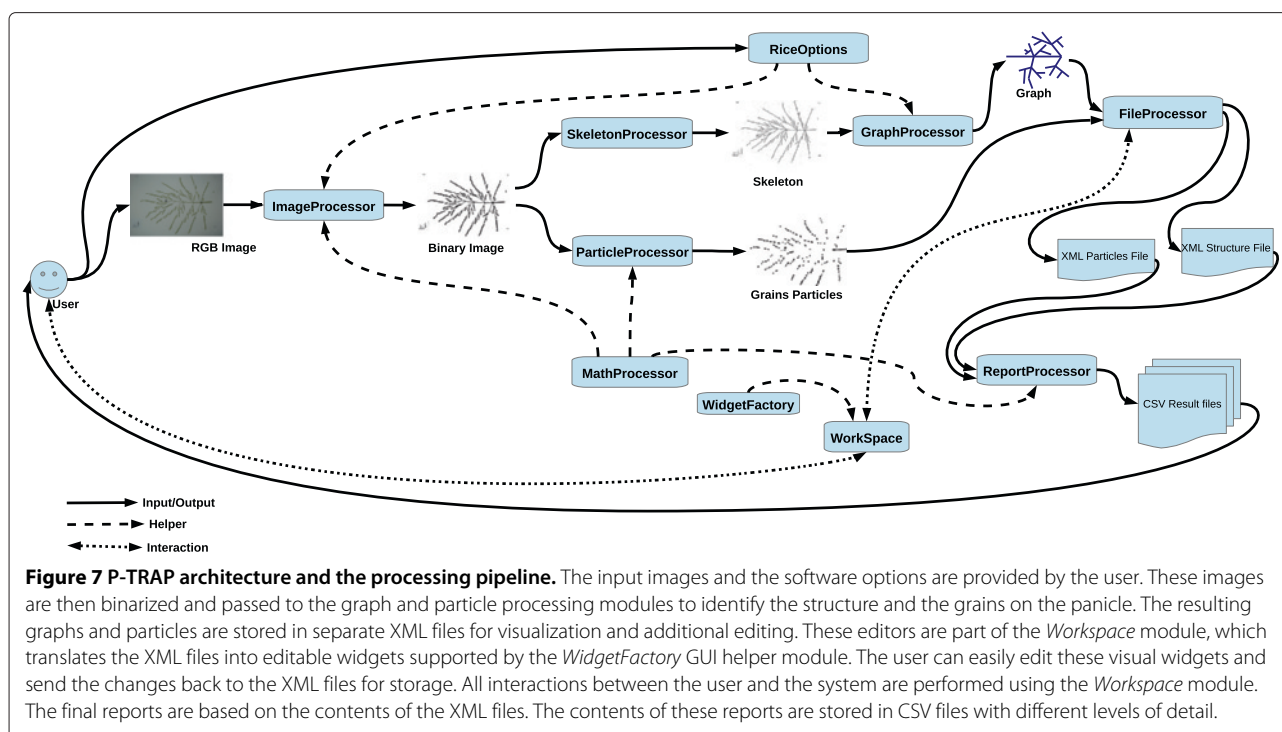 RiceOptions
Graph
FileProcessor
SkeletonProcessor
GraphProcessor
Skeleton
ImageProcessor
RGB Image
Binary Image
ParticleProcessor
Grains Particles
XML Particles File
XML Structure File
User
MathProcessor
WidgetFactory
WorkSpace
ReportProcessor
CSV Result files
Input/Output
Helper
Interaction
Figure 7 P-TRAP architecture and the processing pipeline. The input images and the software options are provided by the user. These images
are then binarized and passed to the graph and particle processing modules to identify the structure and the grains on the panicle. The resulting
graphs and particles are stored in separate XML files for visualization and additional editing. These editors are part of the Workspace module, which
translates the XML files into editable widgets supported by the WidgetFactory GUI helper module. The user can easily edit these visual widgets and
send the changes back to the XML files for storage. All interactions between the user and the system are performed using the Workspace module.
The final reports are based on the contents of the XML files. The contents of these reports are stored in CSV files with different levels of detail.